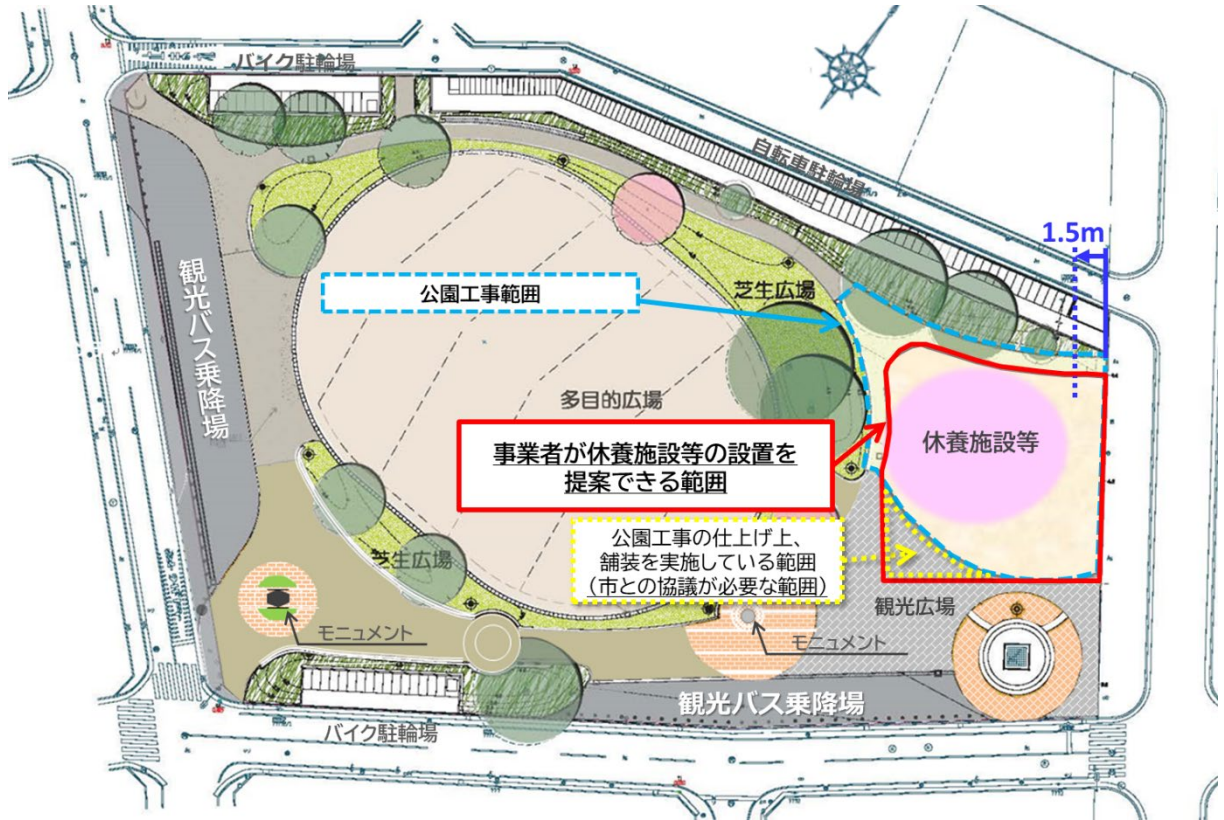 バイク駐輪場
自転車駐輪場
1.5m
観光バス乗降場
公園工事範囲
芝生広場
多目的広場
休養施設等
事業者が休養施設等の設置を
提案できる範囲
公園工事の仕上げ上、
舗装を実施している範囲
(市との協議が必要な範囲)
芝生広場
観光広場
モニュメント
モニュメント
観光バス乗降場
バイク駐輪場